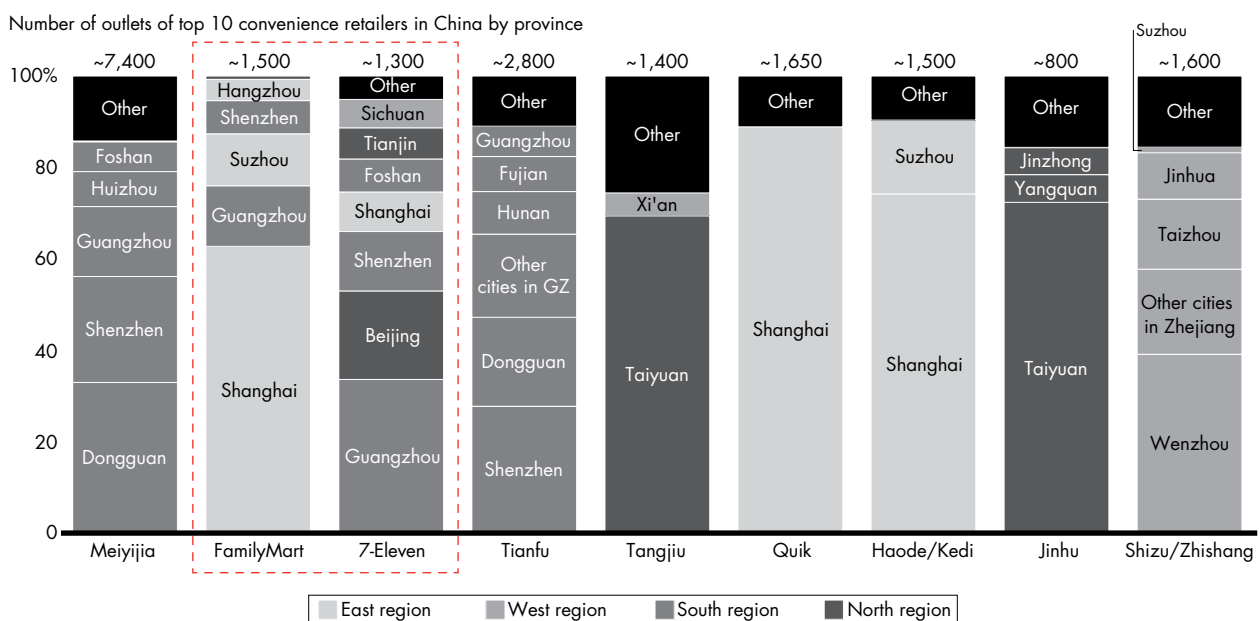 Number of outlets of top 10 convenience retailers in China by province
Suzhou
~7,400
~1,500
~1,300
~2,800
~1,400
~1,650
~1,500
~800
~1,600
100%
80
60
40
20
0
Other
Foshan
Huizhou
Guangzhou
Shenzhen
Dongguan
Hangzhou
Shenzhen
Suzhou
Guangzhou
Shanghai
Other
Sichuan
Tianjin
Foshan
Shanghai
Shenzhen
Beijing
Guangzhou
Other
Guangzhou
Fujian
Hunan
Other
cities in GZ
Dongguan
Shenzhen
Other
Xi'an
Taiyuan
Other
Shanghai
Other
Suzhou
Shanghai
Other
Jinzhong
Yangquan
Taiyuan
Other
Jinhua
Taizhou
Other cities
in Zhejiang
Wenzhou
Meiyijia
FamilyMart
7-Eleven
Tianfu
Tangjiu
Quik
Haode/Kedi
Jinhu
Shizu/Zhishang
East region
West region
South region
North region